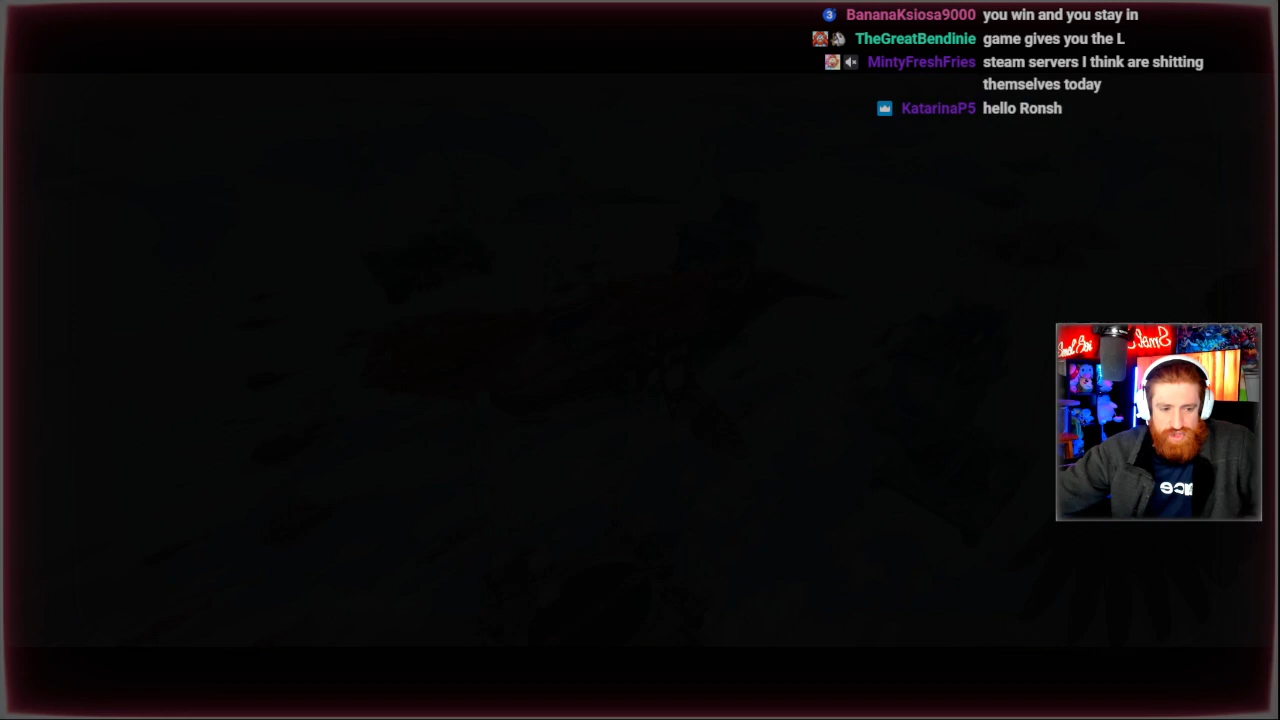 BananaKsiosa9000 you win and you stay in
TheGreatBendinie game gives you the L
MintyFreshFries steam servers I think are shitting
themselves today
KatarinaP5 hello Ronsh